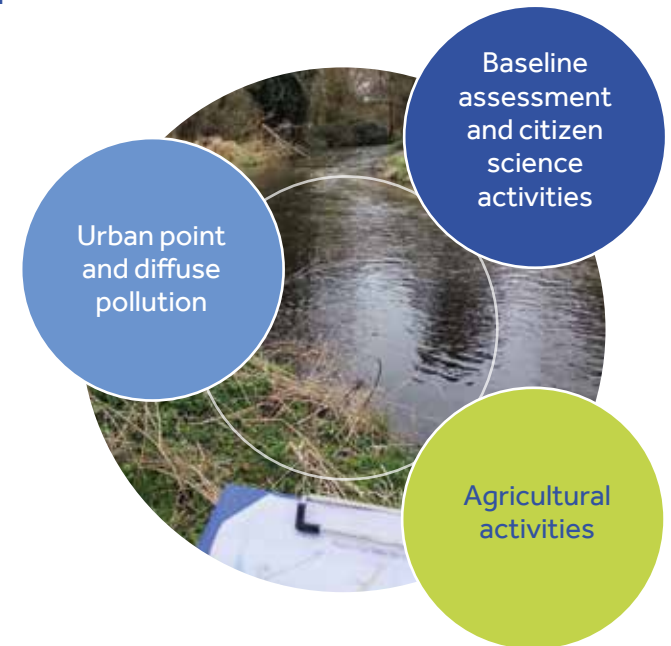 Baseline
assessment
and citizen
science
activities
Urban point
and diffuse
pollution
Agricultural
activities